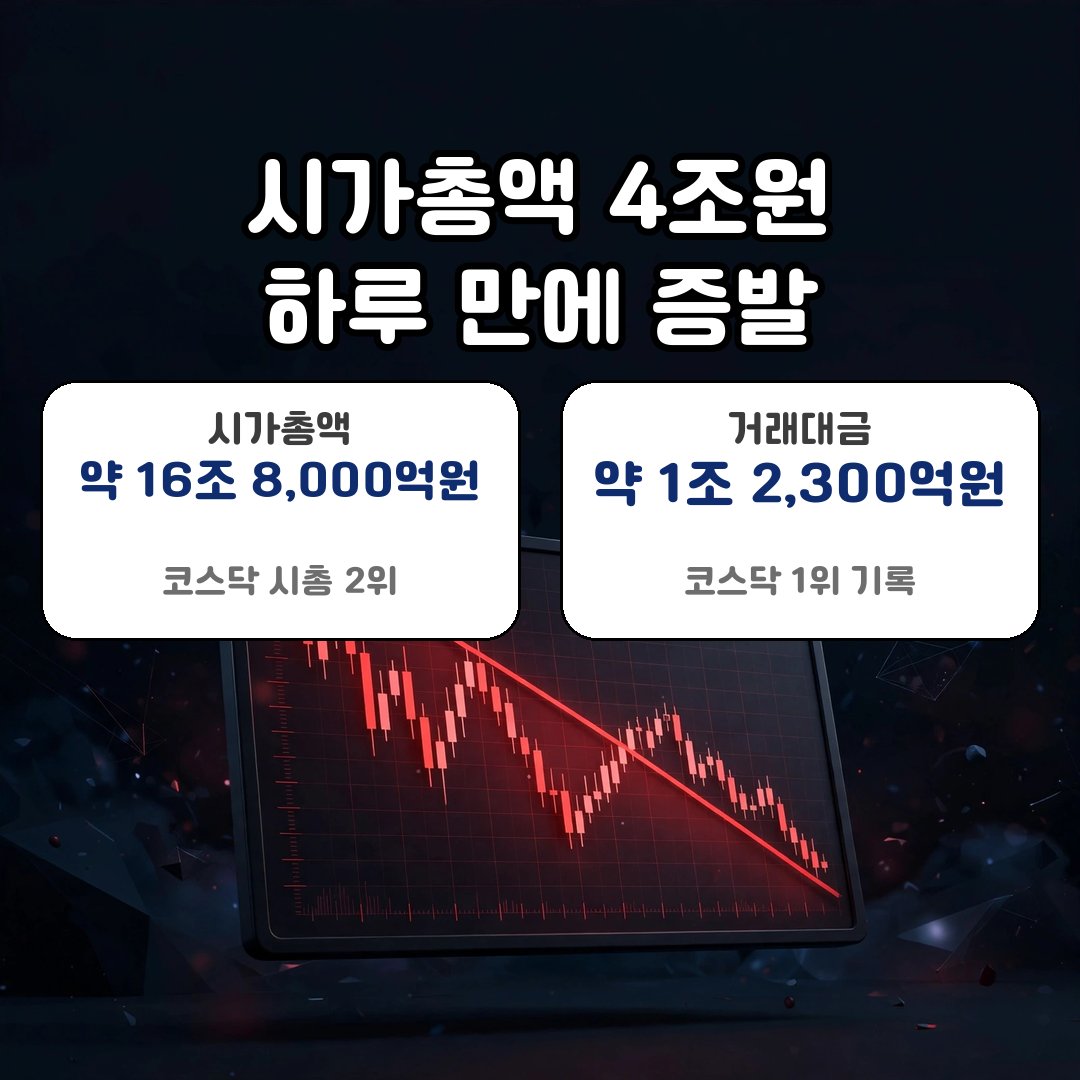 시가총액 4조원
하루 만에 증발
시가총액
약 16조 8,000억원
코스닥 시총 2위
거래대금
약 1조 2,300억원
코스닥 1위 기록